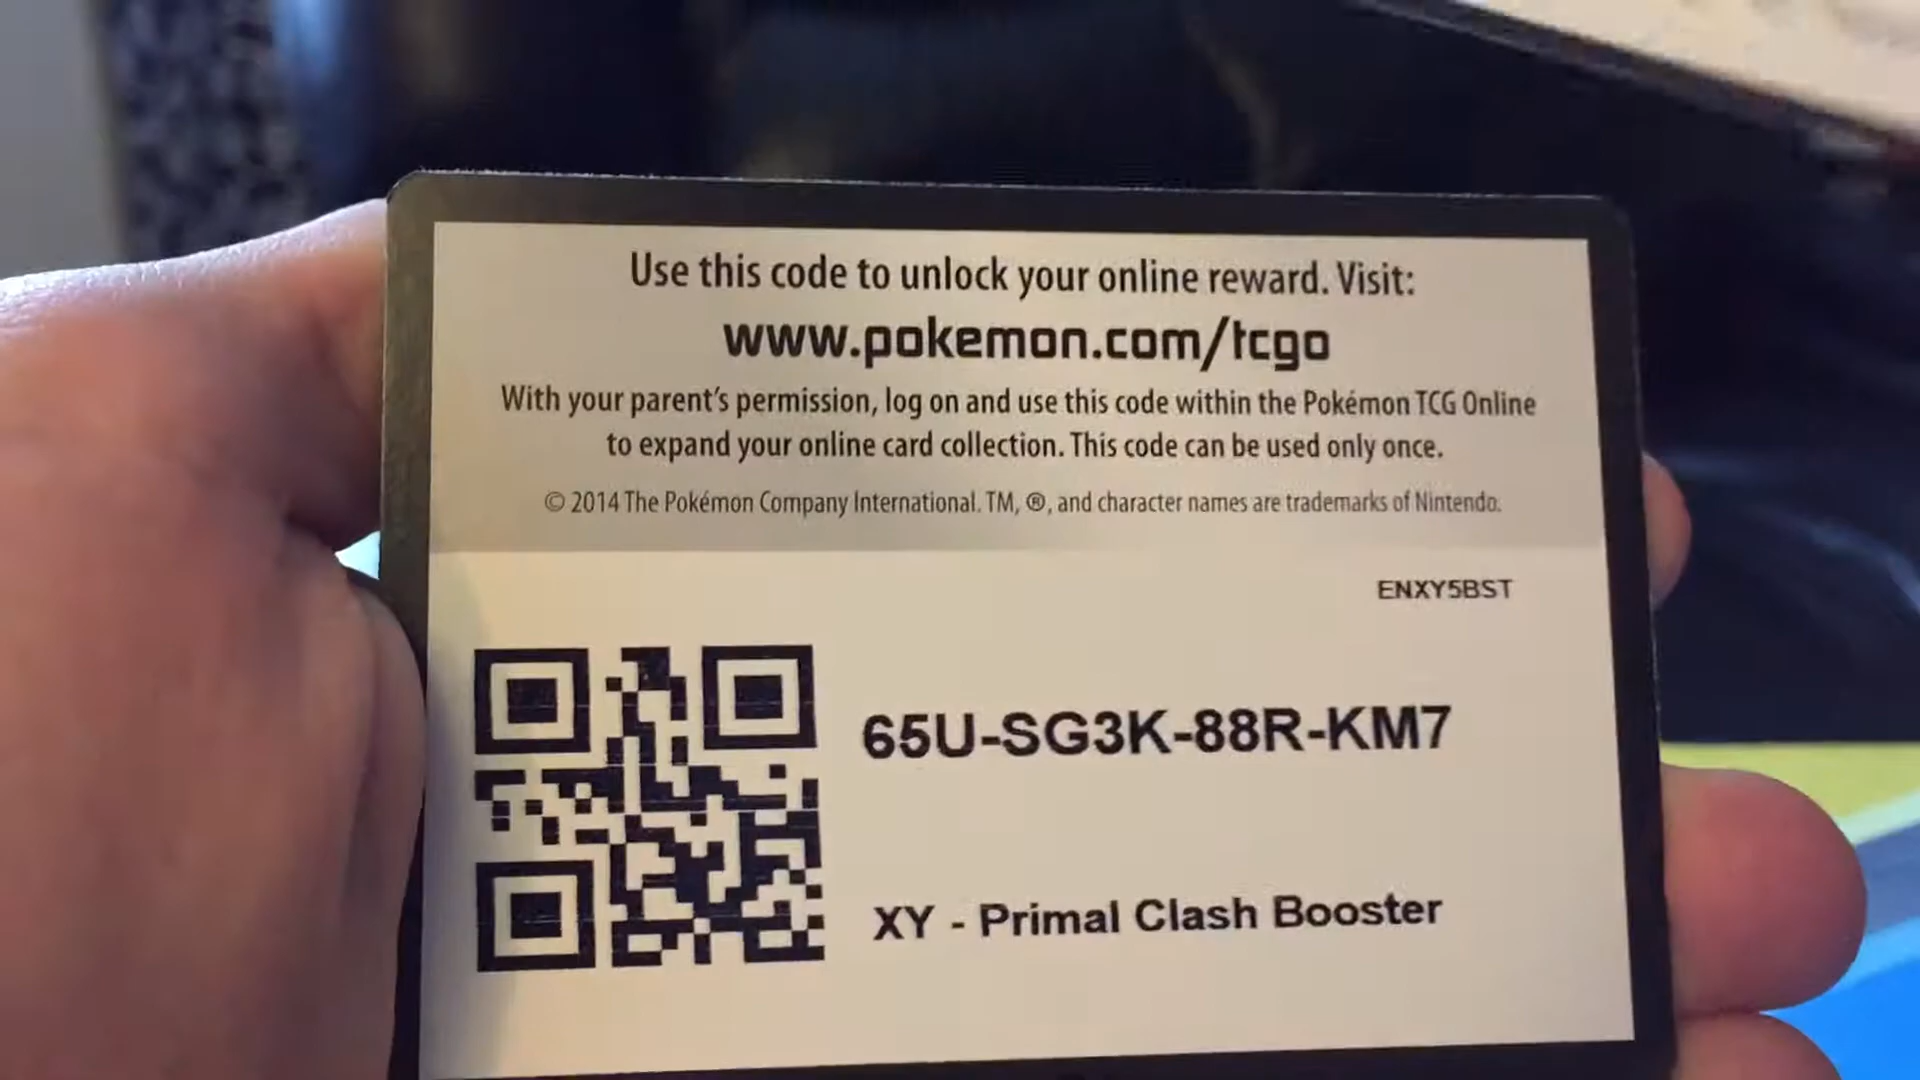 Use this code to unlock your online reward. Visit:
www.pokemon.com/tcgo
With your parent's permission, log on and use this code within the Pokémon TCG Online
to expand your online card collection. This code can be used only once.
© 2014 The Pokémon Company International. TM, ®, and character names are trademarks of Nintendo.
ENXY5BST
65U-SG3K-88R-KM7
XY - Primal Clash Booster